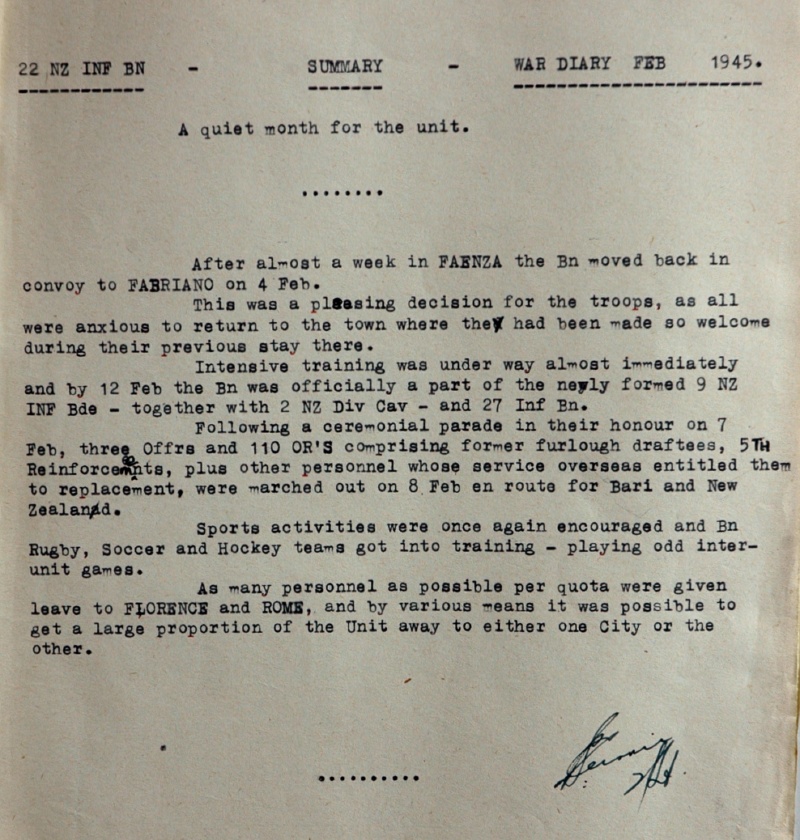 22 NZ INF BN - SUMMARY - WAR DIARY FEB 1945.
A quiet month for the unit.
........
After almost a week in FAENZA the Bn moved back in
convoy to FABRIANO on 4 Feb.
This was a pleasing decision for the troops, as all
were anxious to return to the town where they had been made so welcome
during their previous stay there.
Intensive training was under way almost immediately
and by 12 Feb the Bn was officially a part of the newly formed 9 NZ
INF Bde - together with 2 NZ Div Cav - and 27 Inf Bn.
Following a ceremonial parade in their honour on 7
Feb, three Offrs and 110 OR'S comprising former furlough draftees, 5TH
Reinforcements, plus other personnel whose service overseas entitled them
to replacement, were marched out on 8 Feb en route for Bari and New
Zealand.
Sports activities were once again encouraged and Bn
Rugby, Soccer and Hockey teams got into training - playing odd inter-
unit games.
As many personnel as possible per quota were given
leave to FLORENCE and ROME, and by various means it was possible to
get a large proportion of the Unit away to either one City or the
other.
..........